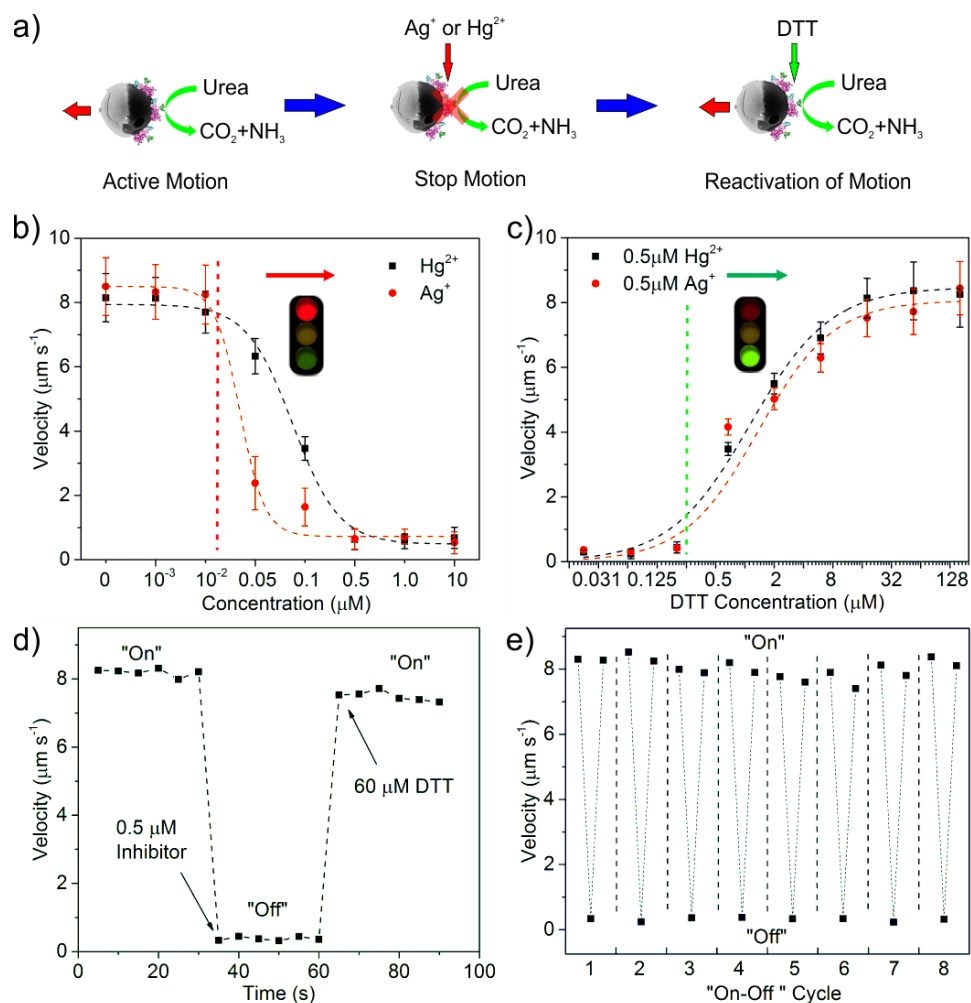 a)
Ag⁺ or Hg²⁺
DTT
Urea
CO₂+NH₃
Urea
CO₂+NH₃
Urea
CO₂+NH₃
Active Motion
Stop Motion
Reactivation of Motion
b)
10
8
6
4
2
0
Velocity (μm s⁻¹)
Hg²⁺
Ag⁺
0 10⁻³ 10⁻² 0.05 0.1 0.5 1.0 10
Concentration (μM)
c)
10
8
6
4
2
0
Velocity (μm s⁻¹)
0.5μM Hg²⁺
0.5μM Ag⁺
0.031 0.125 0.5 2 8 32 128
DTT Concentration (μM)
d)
8
6
4
2
0
Velocity (μm s⁻¹)
"On"
"On"
60 μM DTT
0.5 μM
Inhibitor
"Off"
0 20 40 60 80 100
Time (s)
e)
8
6
4
2
0
Velocity (μm s⁻¹)
"On"
"Off"
1 2 3 4 5 6 7 8
"On-Off " Cycle